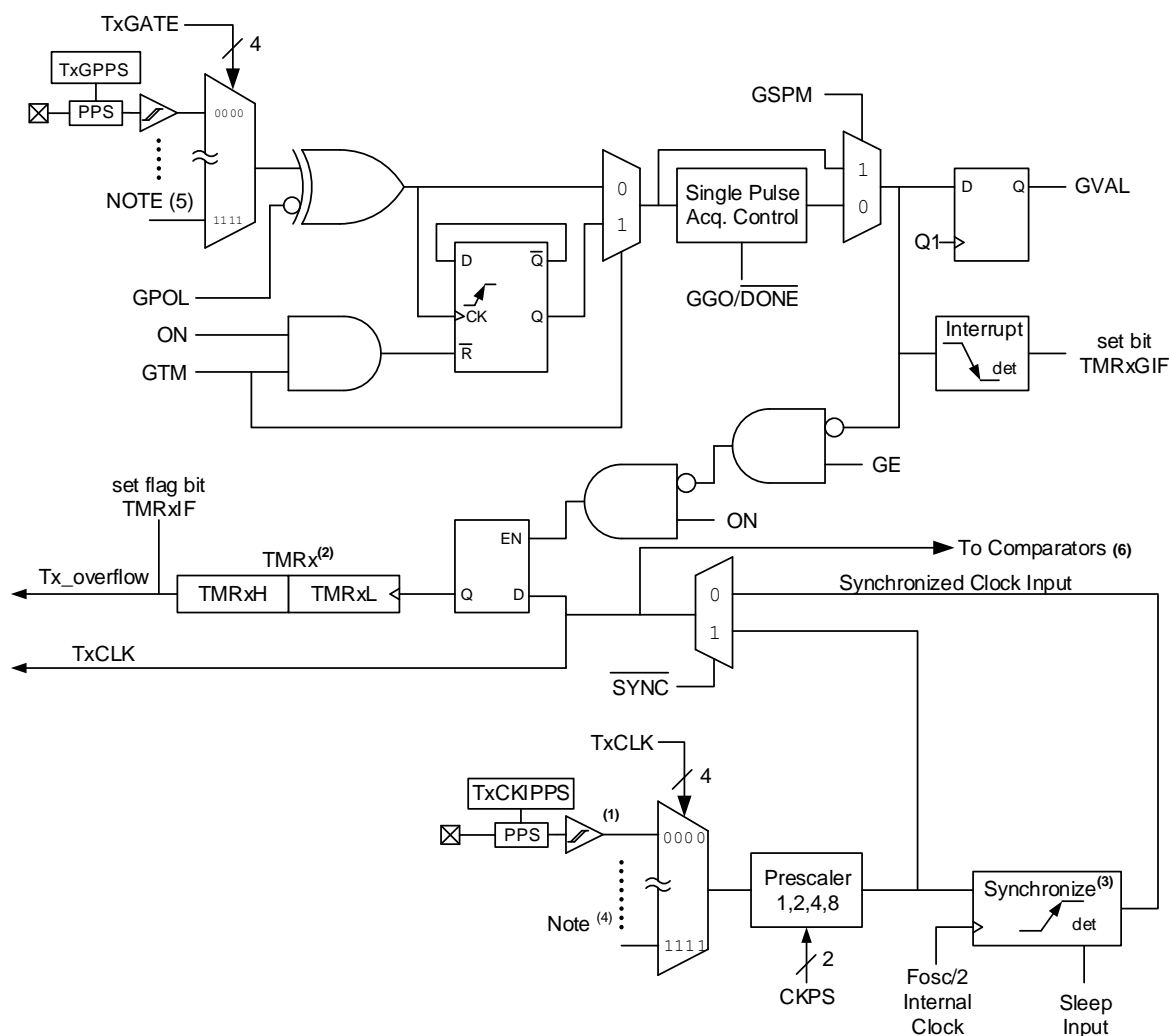 TxGATE
4
TxGPPS
PPS
0000
NOTE (5)
1111
GPOL
ON
GTM
D
Q
CK
Q
R
0
1
Single Pulse
Acq. Control
GGO/DONE
GSPM
1
0
D
Q
Q1
GVAL
Interrupt
det
set bit
TMRxGIF
GE
ON
set flag bit
TMRxIF
Tx_overflow
TMRx(2)
TMRxH
TMRxL
EN
Q
D
TxCLK
To Comparators (6)
Synchronized Clock Input
0
1
SYNC
TxCLK
4
TxCKIPPS
PPS
(1)
0000
Note (4)
1111
Prescaler
1,2,4,8
2
CKPS
Synchronize(3)
det
Fosc/2
Internal
Clock
Sleep
Input